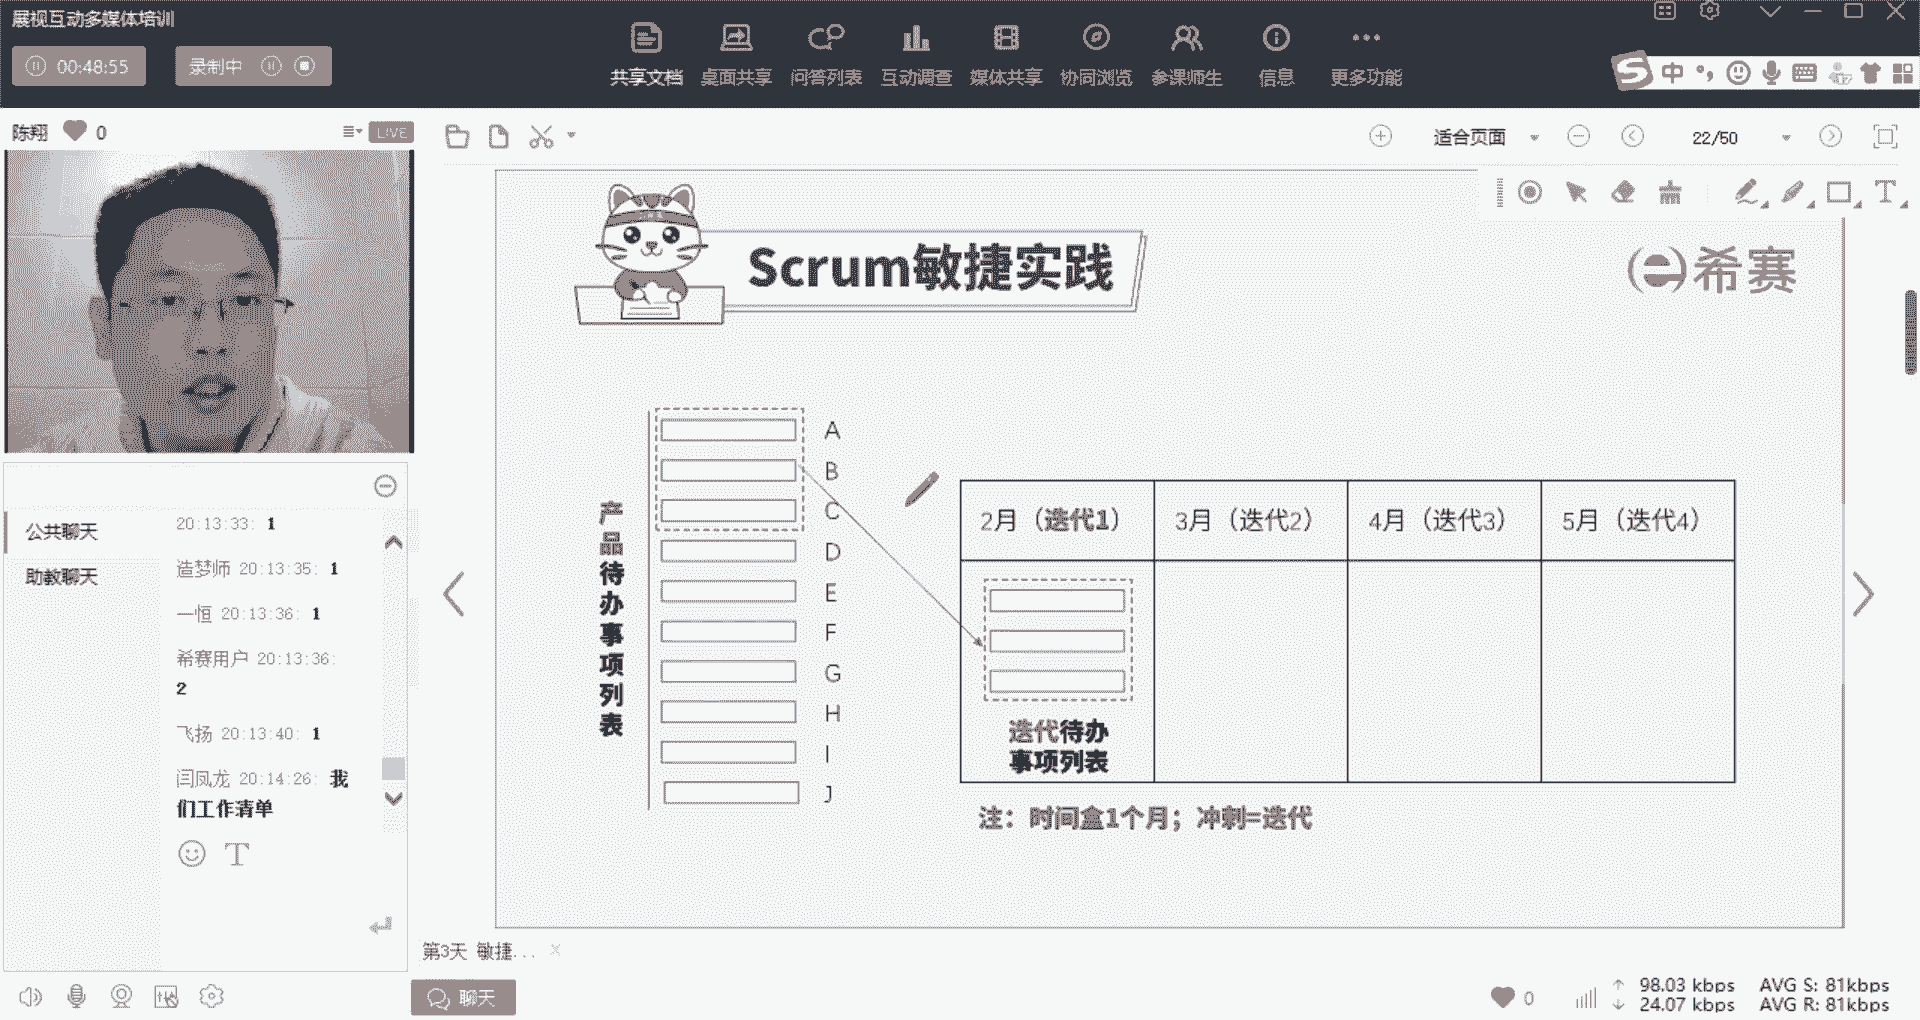 展视互动多媒体培训
00:48:55
录制中
共享文档 桌面共享 问答列表 互动调查 媒体共享 协同浏览 参课师生 信息 更多功能
中
陈翔 0
LIVE
适合页面
22/50
T
公共聊天
助教聊天
20:13:33: 1
造梦师 20:13:35: 1
一恒 20:13:36: 1
希赛用户 20:13:36:
2
飞扬 20:13:40: 1
闫凤龙 20:14:26: 我
们工作清单
Scrum敏捷实践
希赛
产品待办事项列表
A
B
C
D
E
F
G
H
I
J
2月（迭代1） 3月（迭代2） 4月（迭代3） 5月（迭代4）
迭代待办
事项列表
注：时间盒1个月；冲刺=迭代
第3天 敏捷...
聊天
0
98.03 kbps AVG S: 81kbps
24.07 kbps AVG R: 81kbps